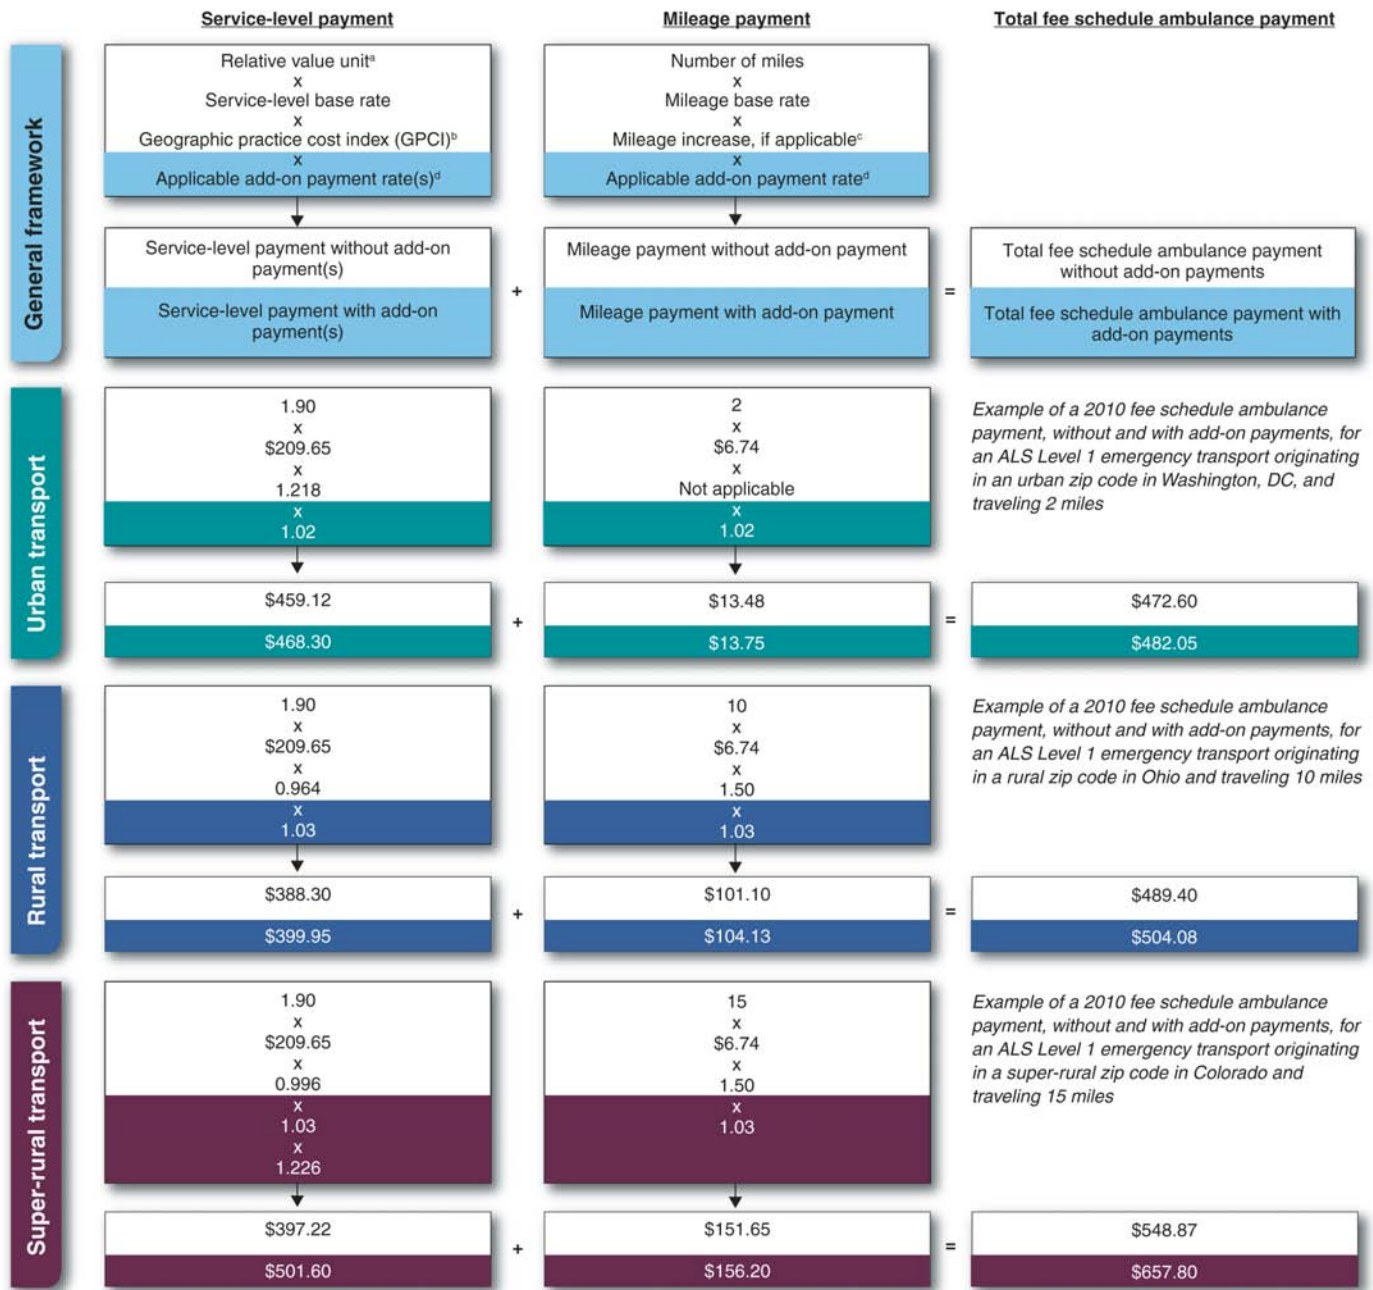 Service-level payment
Mileage payment
Total fee schedule ambulance payment
General framework
Relative value unitᵃ
x
Service-level base rate
x
Geographic practice cost index (GPCI)ᵇ
x
Applicable add-on payment rate(s)ᵈ
Number of miles
x
Mileage base rate
x
Mileage increase, if applicableᶜ
x
Applicable add-on payment rateᵈ
Service-level payment without add-on
payment(s)
Service-level payment with add-on
payment(s)
+
Mileage payment without add-on payment
Mileage payment with add-on payment
=
Total fee schedule ambulance payment
without add-on payments
Total fee schedule ambulance payment with
add-on payments
Urban transport
1.90
x
$209.65
x
1.218
x
1.02
2
x
$6.74
x
Not applicable
x
1.02
Example of a 2010 fee schedule ambulance
payment, without and with add-on payments, for
an ALS Level 1 emergency transport originating
in an urban zip code in Washington, DC, and
traveling 2 miles
$459.12
$468.30
+
$13.48
$13.75
=
$472.60
$482.05
Rural transport
1.90
x
$209.65
x
0.964
x
1.03
10
x
$6.74
x
1.50
x
1.03
Example of a 2010 fee schedule ambulance
payment, without and with add-on payments, for
an ALS Level 1 emergency transport originating
in a rural zip code in Ohio and traveling 10 miles
$388.30
$399.95
+
$101.10
$104.13
=
$489.40
$504.08
Super-rural transport
1.90
x
$209.65
x
0.996
x
1.03
x
1.226
15
x
$6.74
x
1.50
x
1.03
Example of a 2010 fee schedule ambulance
payment, without and with add-on payments, for
an ALS Level 1 emergency transport originating
in a super-rural zip code in Colorado and
traveling 15 miles
$397.22
$501.60
+
$151.65
$156.20
=
$548.87
$657.80